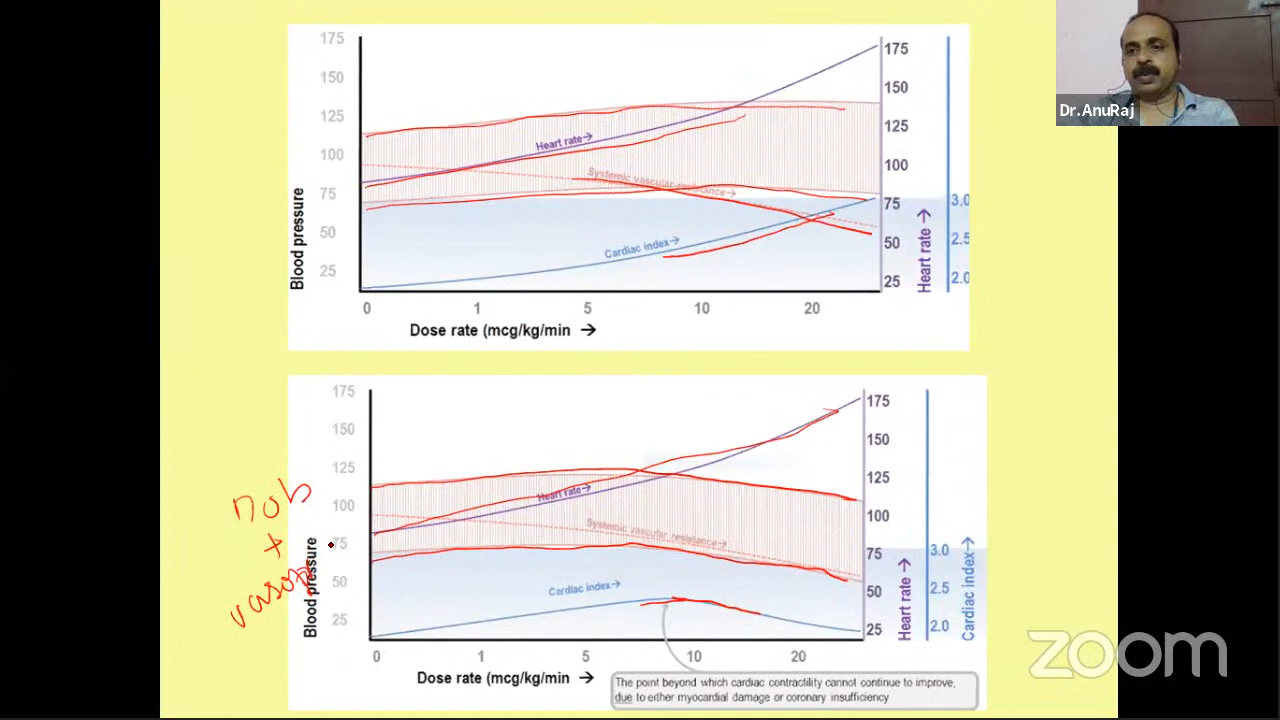 175
150
125
100
75
50
25
Blood pressure
Heart rate→
Systemic vascular resistance→
Cardiac index→
175
150
125
100
75
50
25
Heart rate →
3.0
2.5
2.0
0 1 5 10 20
Dose rate (mcg/kg/min →
Dr.AnuRaj
175
150
125
100
75
50
25
Blood pressure
Heart rate→
Systemic vascular resistance→
Cardiac index→
175
150
125
100
75
50
25
Heart rate →
3.0
2.5
2.0
Cardiac index→
0 1 5 10 20
Dose rate (mcg/kg/min →
The point beyond which cardiac contractility cannot continue to improve,
due to either myocardial damage or coronary insufficiency
+
zoom